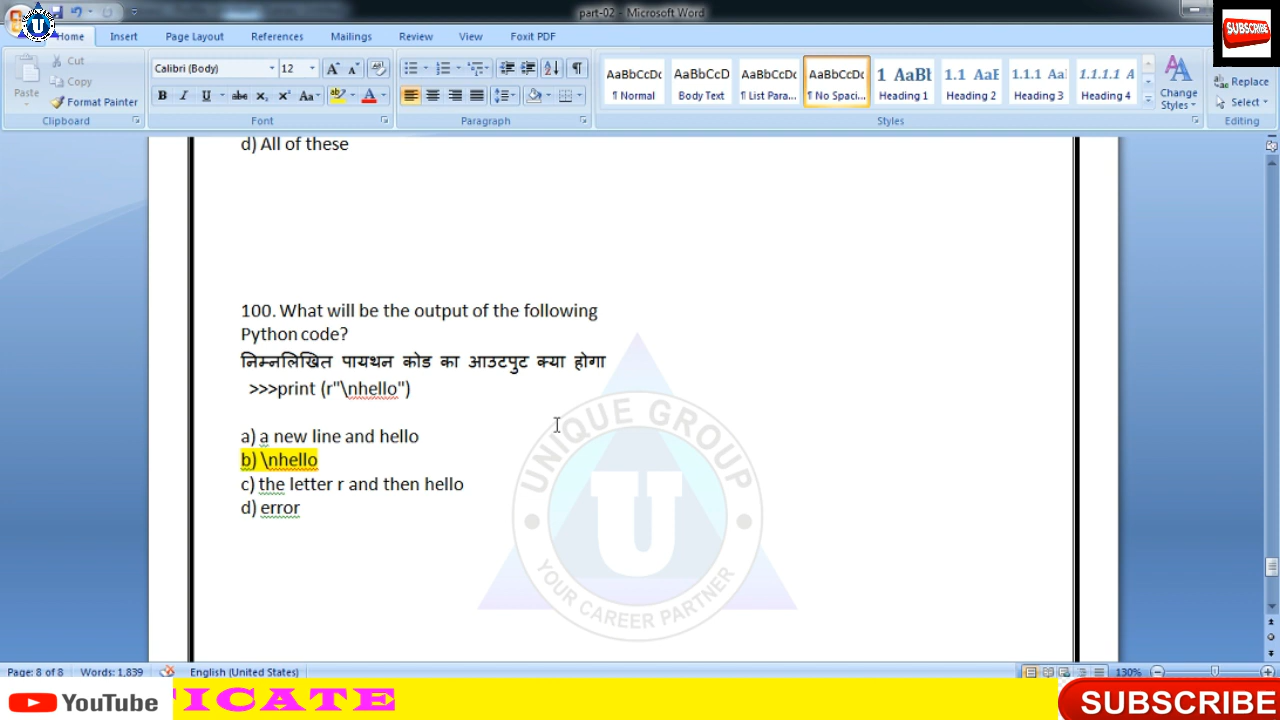 part-02 - Microsoft Word
SUBSCRIBE
U
Home Insert Page Layout References Mailings Review View Foxit PDF
Paste
Cut
Copy
Format Painter
Clipboard
Calibri (Body) 12
Font
Paragraph
AaBbCcDc AaBbCcD AaBbCcDc AaBbCcDc 1 AaBl 1.1 AaE 1.1.1 Aa 1.1.1.1 A
¶ Normal Body Text ¶ List Para... ¶ No Spaci... Heading 1 Heading 2 Heading 3 Heading 4
Change Styles
Styles
Replace
Select
Editing
d) All of these
100. What will be the output of the following
Python code?
निम्नलिखित पायथन कोड का आउटपुट क्या होगा
>>>print (r"\nhello")
a) a new line and hello
b) \nhello
c) the letter r and then hello
d) error
UNIQUE GROUP
U
YOUR CAREER PARTNER
Page: 8 of 8 Words: 1,839 English (United States) 130%
YouTube TICATE SUBSCRIBE